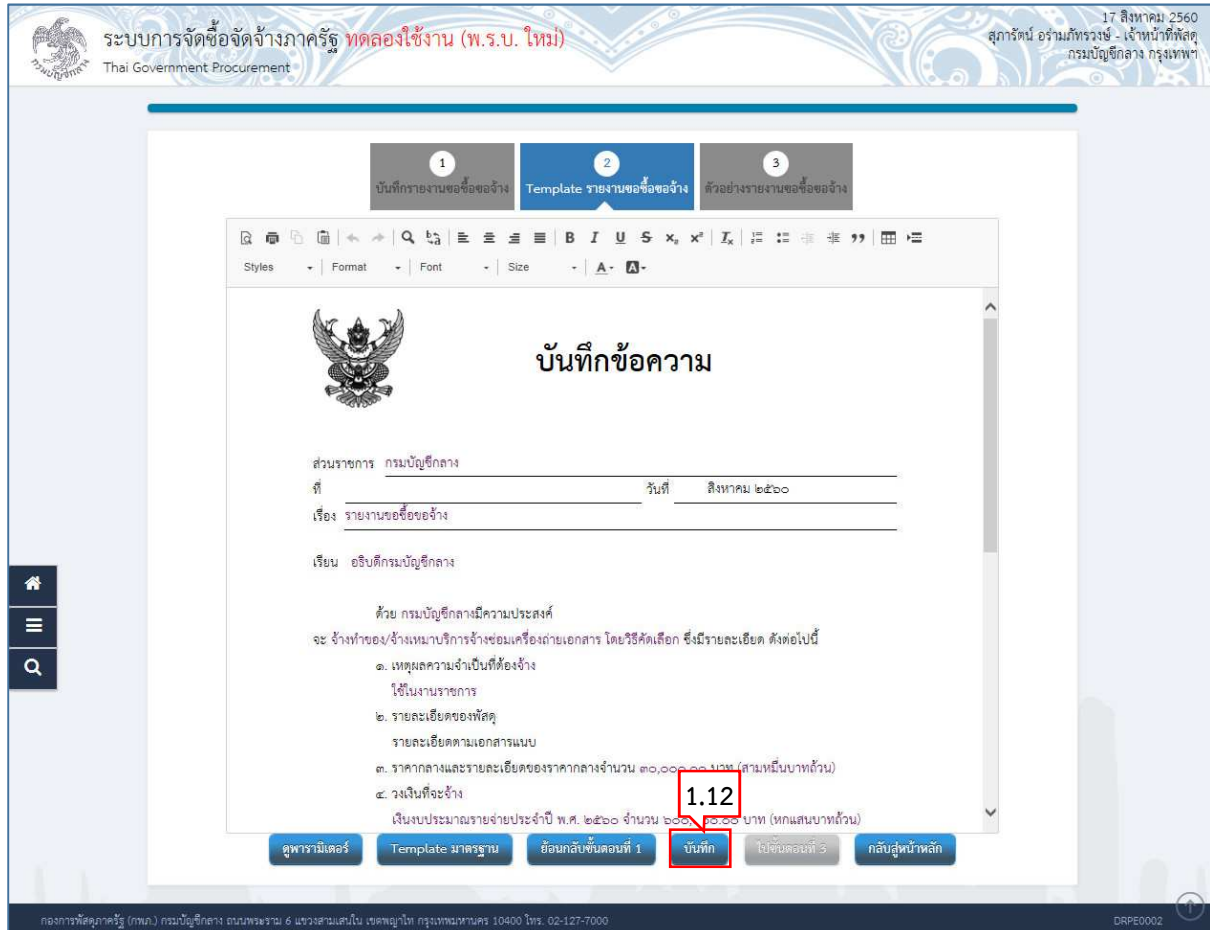 17 สิงหาคม 2560
ระบบการจัดซื้อจัดจ้างภาครัฐ ทดลองใช้งาน (พ.ร.บ. ใหม่)
สุภารัตน์ อร่ามภัทรวงษ์ - เจ้าหน้าที่พัสดุ
Thai Government Procurement
กรมบัญชีกลาง กรุงเทพฯ
กรมบัญชีกลาง
1 2 3
บันทึกรายงานขอซื้อขอจ้าง Template รายงานขอซื้อขอจ้าง ตัวอย่างรายงานขอซื้อขอจ้าง
Styles Format Font Size
บันทึกข้อความ
ส่วนราชการ กรมบัญชีกลาง
ที่ วันที่ สิงหาคม ๒๕๖๐
เรื่อง รายงานขอซื้อขอจ้าง
เรียน อธิบดีกรมบัญชีกลาง
ด้วย กรมบัญชีกลางมีความประสงค์
จะ จ้างทำของ/จ้างเหมาบริการจ้างซ่อมเครื่องถ่ายเอกสาร โดยวิธีคัดเลือก ซึ่งมีรายละเอียด ดังต่อไปนี้
๑. เหตุผลความจำเป็นที่ต้องจ้าง
ใช้ในงานราชการ
๒. รายละเอียดของพัสดุ
รายละเอียดตามเอกสารแนบ
๓. ราคากลางและรายละเอียดของราคากลางจำนวน ๓๐,๐๐๐.๐๐ บาท (สามหมื่นบาทถ้วน)
๔. วงเงินที่จะจ้าง
1.12
เงินงบประมาณรายจ่ายประจำปี พ.ศ. ๒๕๖๐ จำนวน ๖๐๐,๐๐๐.๐๐ บาท (หกแสนบาทถ้วน)
ดูพารามิเตอร์ Template มาตรฐาน ย้อนกลับขั้นตอนที่ 1 บันทึก ไปขั้นตอนที่ 3 กลับสู่หน้าหลัก
กองการพัสดุภาครัฐ (กพภ.) กรมบัญชีกลาง ถนนพระราม 6 แขวงสามเสนใน เขตพญาไท กรุงเทพมหานคร 10400 โทร. 02-127-7000 DRPE0002